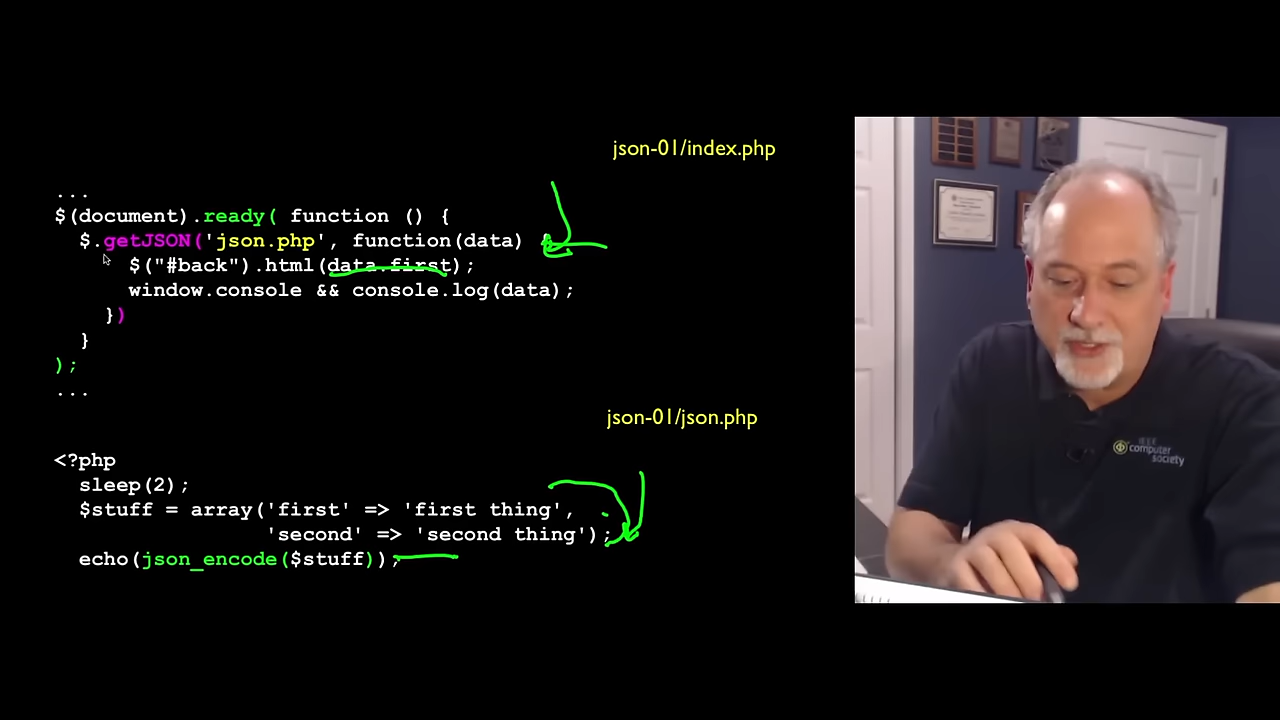 json-01/index.php
...
$(document).ready( function () {
$.getJSON('json.php', function(data) {
$("#back").html(data.first);
window.console && console.log(data);
})
}
);
...
json-01/json.php
<?php
sleep(2);
$stuff = array('first' => 'first thing',
'second' => 'second thing');
echo(json_encode($stuff));
IEEE
computer
society